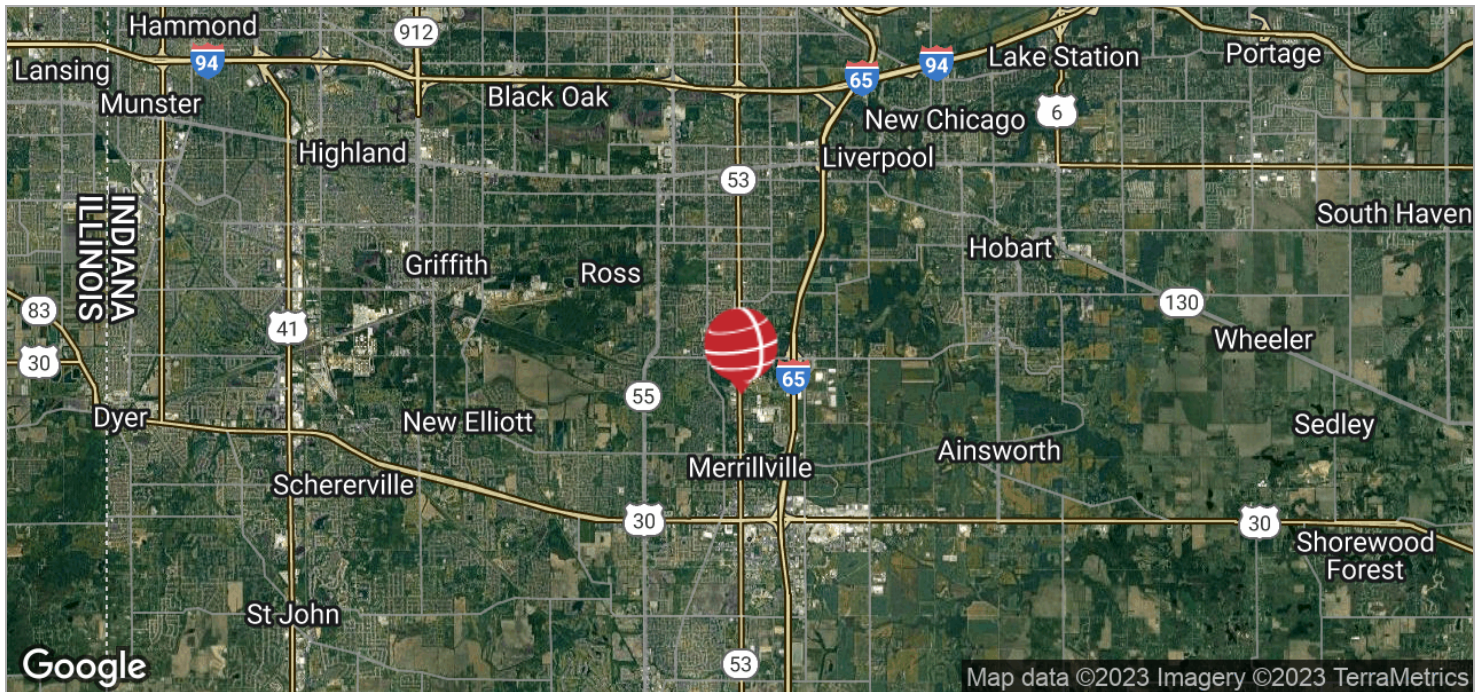 Hammond
912
94
Lansing
Munster
Black Oak
65
94
Lake Station
Portage
New Chicago
6
Highland
Liverpool
53
INDIANA
ILLINOIS
South Haven
Griffith
Ross
Hobart
83
41
130
30
Wheeler
65
55
Dyer
New Elliott
Sedley
Merrillville
Ainsworth
Schererville
30
30
Shorewood
Forest
St John
53
Google
Map data ©2023 Imagery ©2023 TerraMetrics